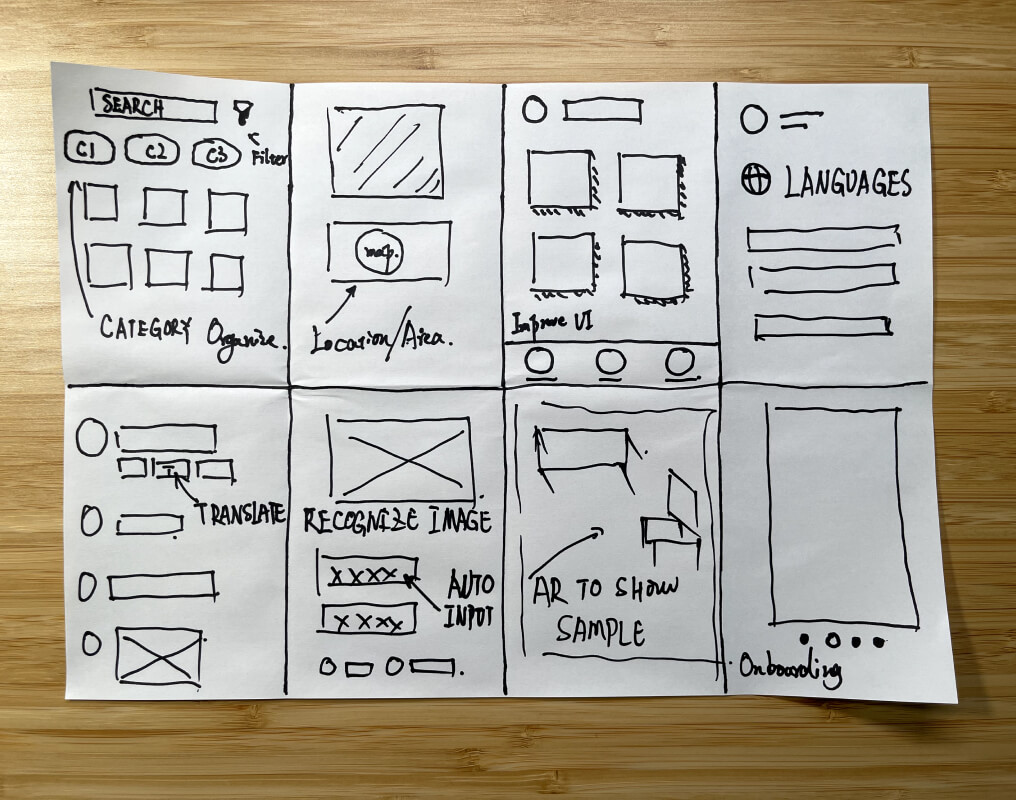 SEARCH
C1 C2 C3
Filter
CATEGORY Organize.
map.
Location/Area.
Improve UI
LANGUAGES
T
TRANSLATE
RECOGNIZE IMAGE
XXXX
AUTO
INPUT
XXXX
AR TO SHOW
SAMPLE
Onboarding